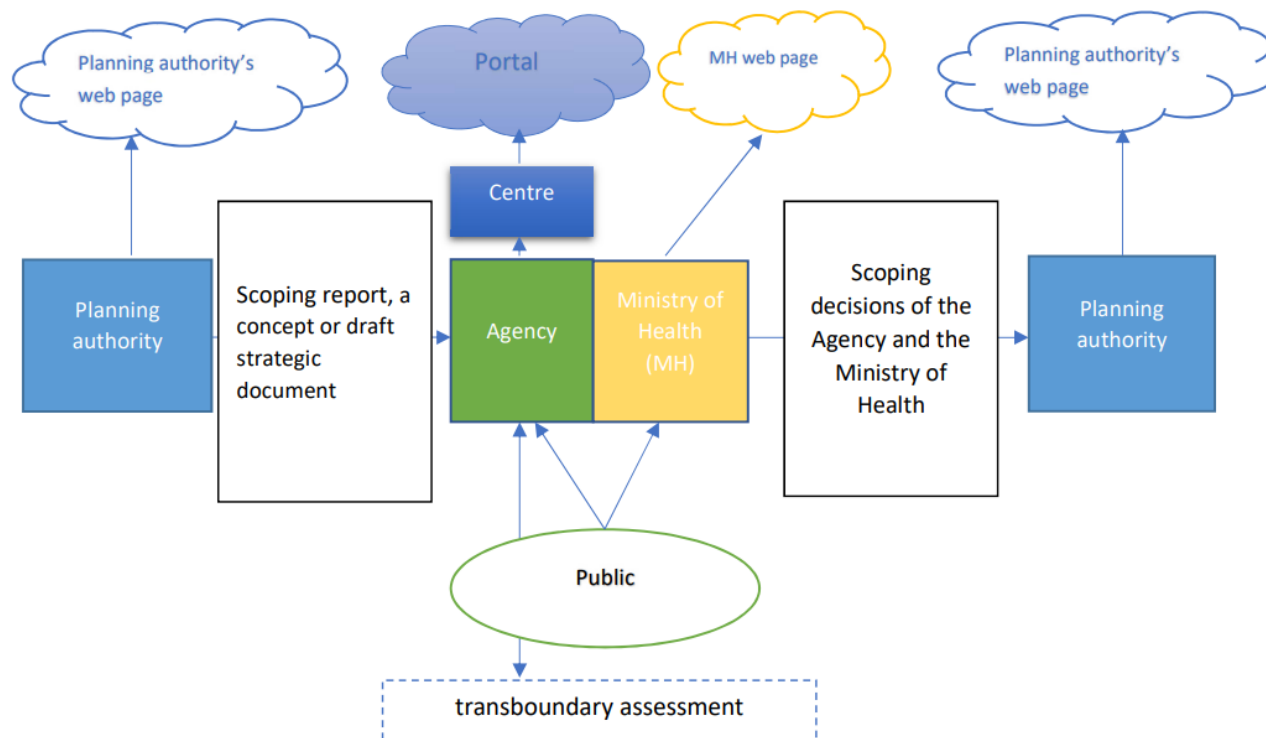 Planning authority's
web page
Portal
MH web page
Planning authority's
web page
Centre
Planning
authority
Scoping report, a
concept or draft
strategic
document
Agency
Ministry of
Health
(MH)
Scoping
decisions of the
Agency and the
Ministry of
Health
Planning
authority
Public
transboundary assessment